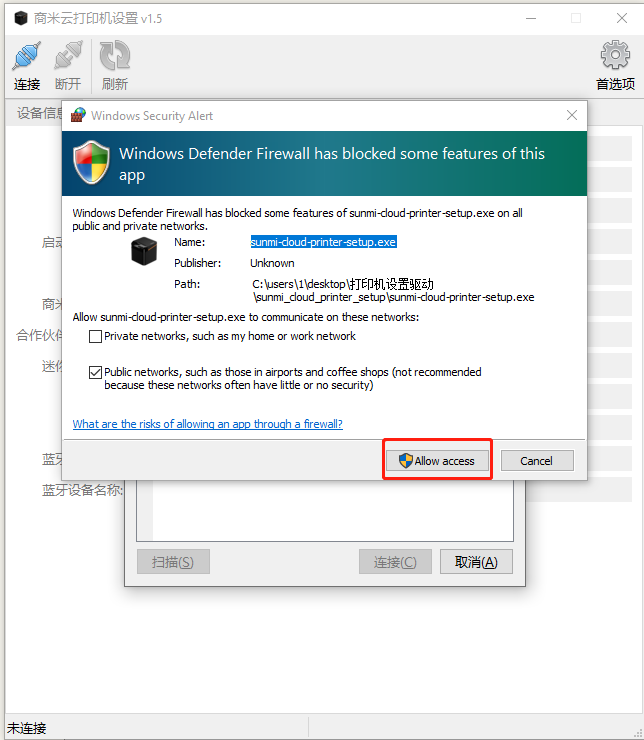 商米云打印机设置 v1.5
连接 断开 刷新 首选项
设备信息
Windows Security Alert
Windows Defender Firewall has blocked some features of this
app
Windows Defender Firewall has blocked some features of sunmi-cloud-printer-setup.exe on all
public and private networks.
Name: sunmi-cloud-printer-setup.exe
Publisher: Unknown
Path: C:\users\1\desktop\打印机设置驱动
\sunmi_cloud_printer_setup\sunmi-cloud-printer-setup.exe
Allow sunmi-cloud-printer-setup.exe to communicate on these networks:
Private networks, such as my home or work network
Public networks, such as those in airports and coffee shops (not recommended
because these networks often have little or no security)
What are the risks of allowing an app through a firewall?
Allow access Cancel
启动
商米
合作伙伴
迷你
蓝牙
蓝牙设备名称:
扫描(S) 连接(C) 取消(A)
未连接